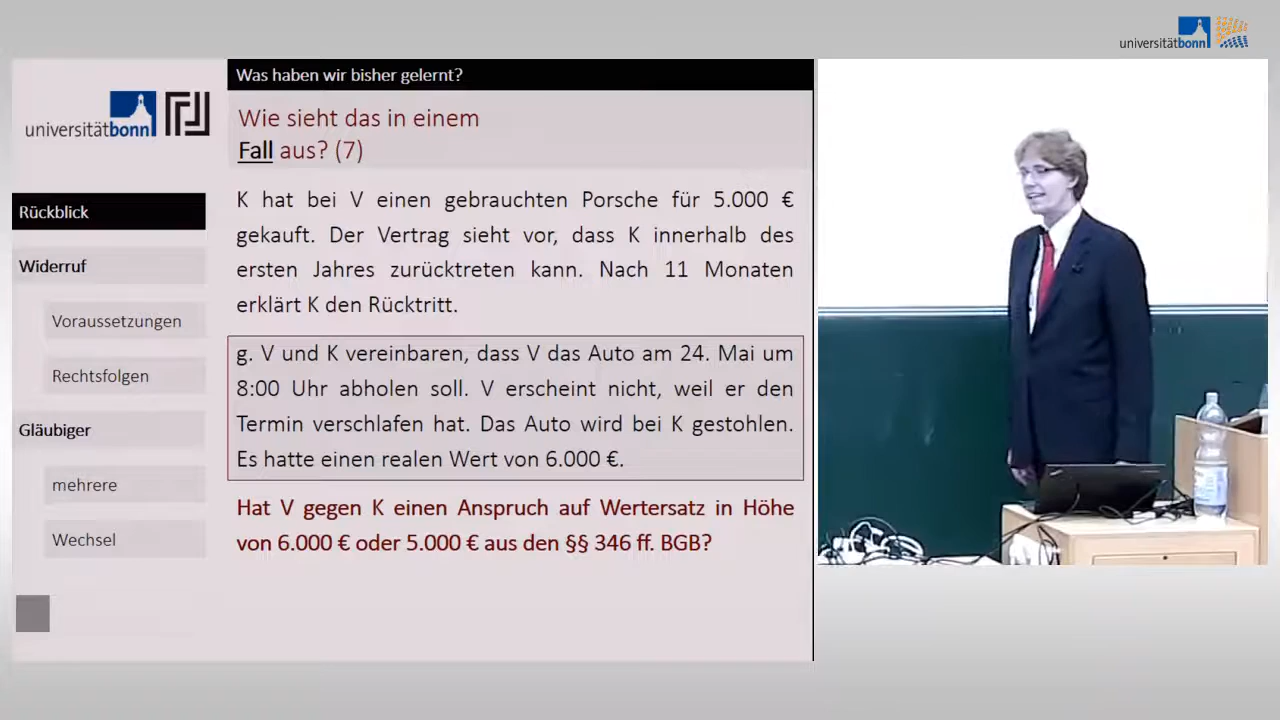 universitätbonn
Was haben wir bisher gelernt?
universitätbonn
Wie sieht das in einem
Fall aus? (7)
Rückblick
Widerruf
Voraussetzungen
Rechtsfolgen
Gläubiger
mehrere
Wechsel
K hat bei V einen gebrauchten Porsche für 5.000 €
gekauft. Der Vertrag sieht vor, dass K innerhalb des
ersten Jahres zurücktreten kann. Nach 11 Monaten
erklärt K den Rücktritt.
g. V und K vereinbaren, dass V das Auto am 24. Mai um
8:00 Uhr abholen soll. V erscheint nicht, weil er den
Termin verschlafen hat. Das Auto wird bei K gestohlen.
Es hatte einen realen Wert von 6.000 €.
Hat V gegen K einen Anspruch auf Wertersatz in Höhe
von 6.000 € oder 5.000 € aus den §§ 346 ff. BGB?